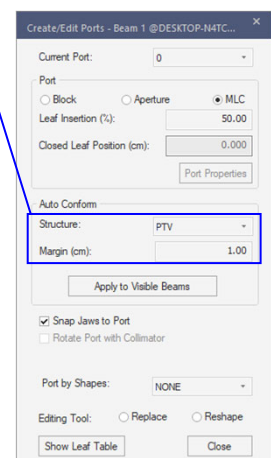 Create/Edit Ports - Beam 1 @DESKTOP-N4TC...
Current Port: 0
Port
Block Aperture MLC
Leaf Insertion (%): 50.00
Closed Leaf Position (cm): 0.000
Port Properties
Auto Conform
Structure: PTV
Margin (cm): 1.00
Apply to Visible Beams
Snap Jaws to Port
Rotate Port with Collimator
Port by Shapes: NONE
Editing Tool: Replace Reshape
Show Leaf Table Close